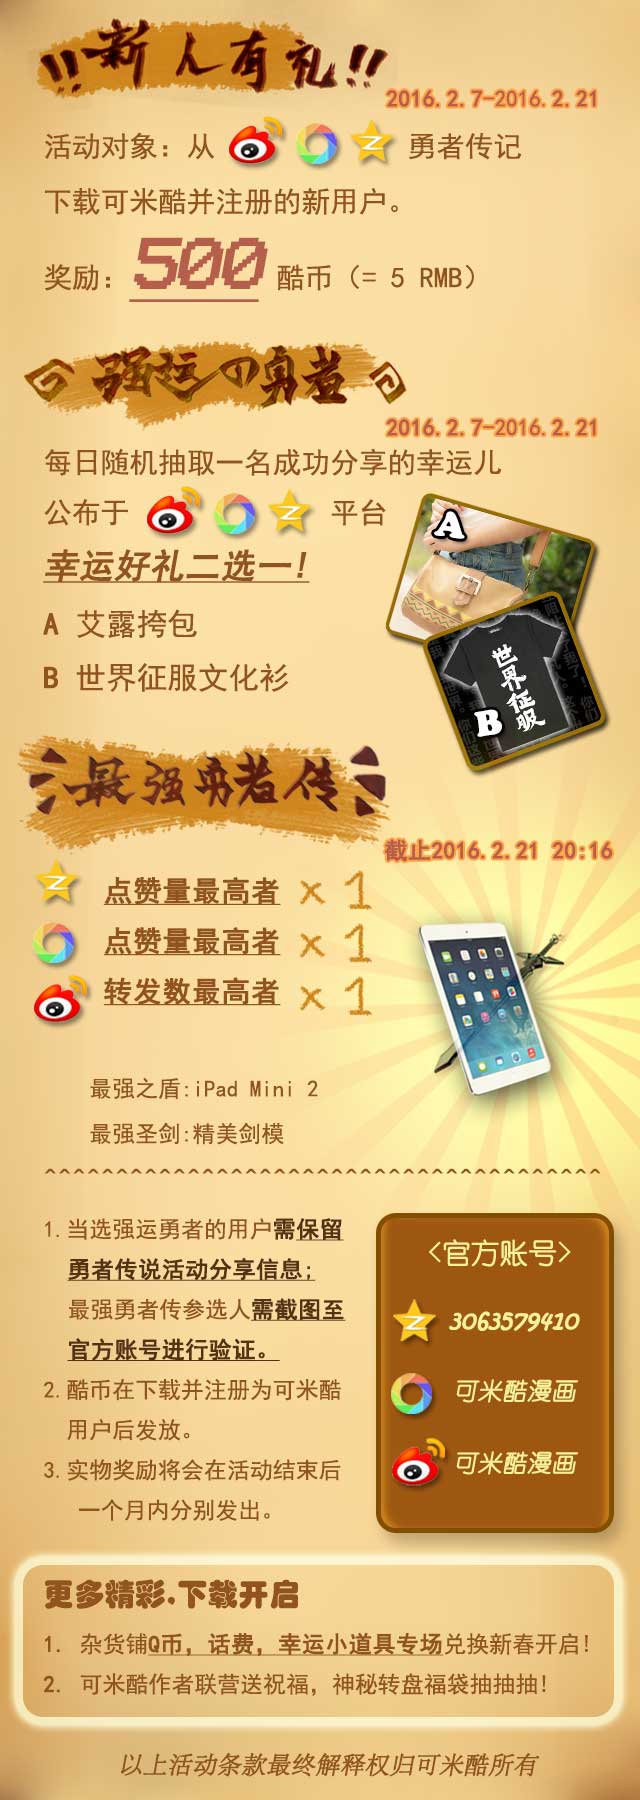 !!新人有礼!!
2016.2.7-2016.2.21
活动对象：从 勇者传记
下载可米酷并注册的新用户。
奖励：500 酷币（= 5 RMB）
强运の勇者
2016.2.7-2016.2.21
每日随机抽取一名成功分享的幸运儿
公布于 平台
幸运好礼二选一!
A 艾露挎包
B 世界征服文化衫
A
世界征服
B
最强勇者传
截止2016.2.21 20:16
点赞量最高者 x 1
点赞量最高者 x 1
转发数最高者 x 1
最强之盾:iPad Mini 2
最强圣剑:精美剑模
1.当选强运勇者的用户需保留
勇者传说活动分享信息;
最强勇者传参选人需截图至
官方账号进行验证。
2.酷币在下载并注册为可米酷
用户后发放。
3.实物奖励将会在活动结束后
一个月内分别发出。
<官方账号>
3063579410
可米酷漫画
可米酷漫画
更多精彩.下载开启
1. 杂货铺Q币，话费，幸运小道具专场兑换新春开启!
2. 可米酷作者联营送祝福，神秘转盘福袋抽抽抽!
以上活动条款最终解释权归可米酷所有